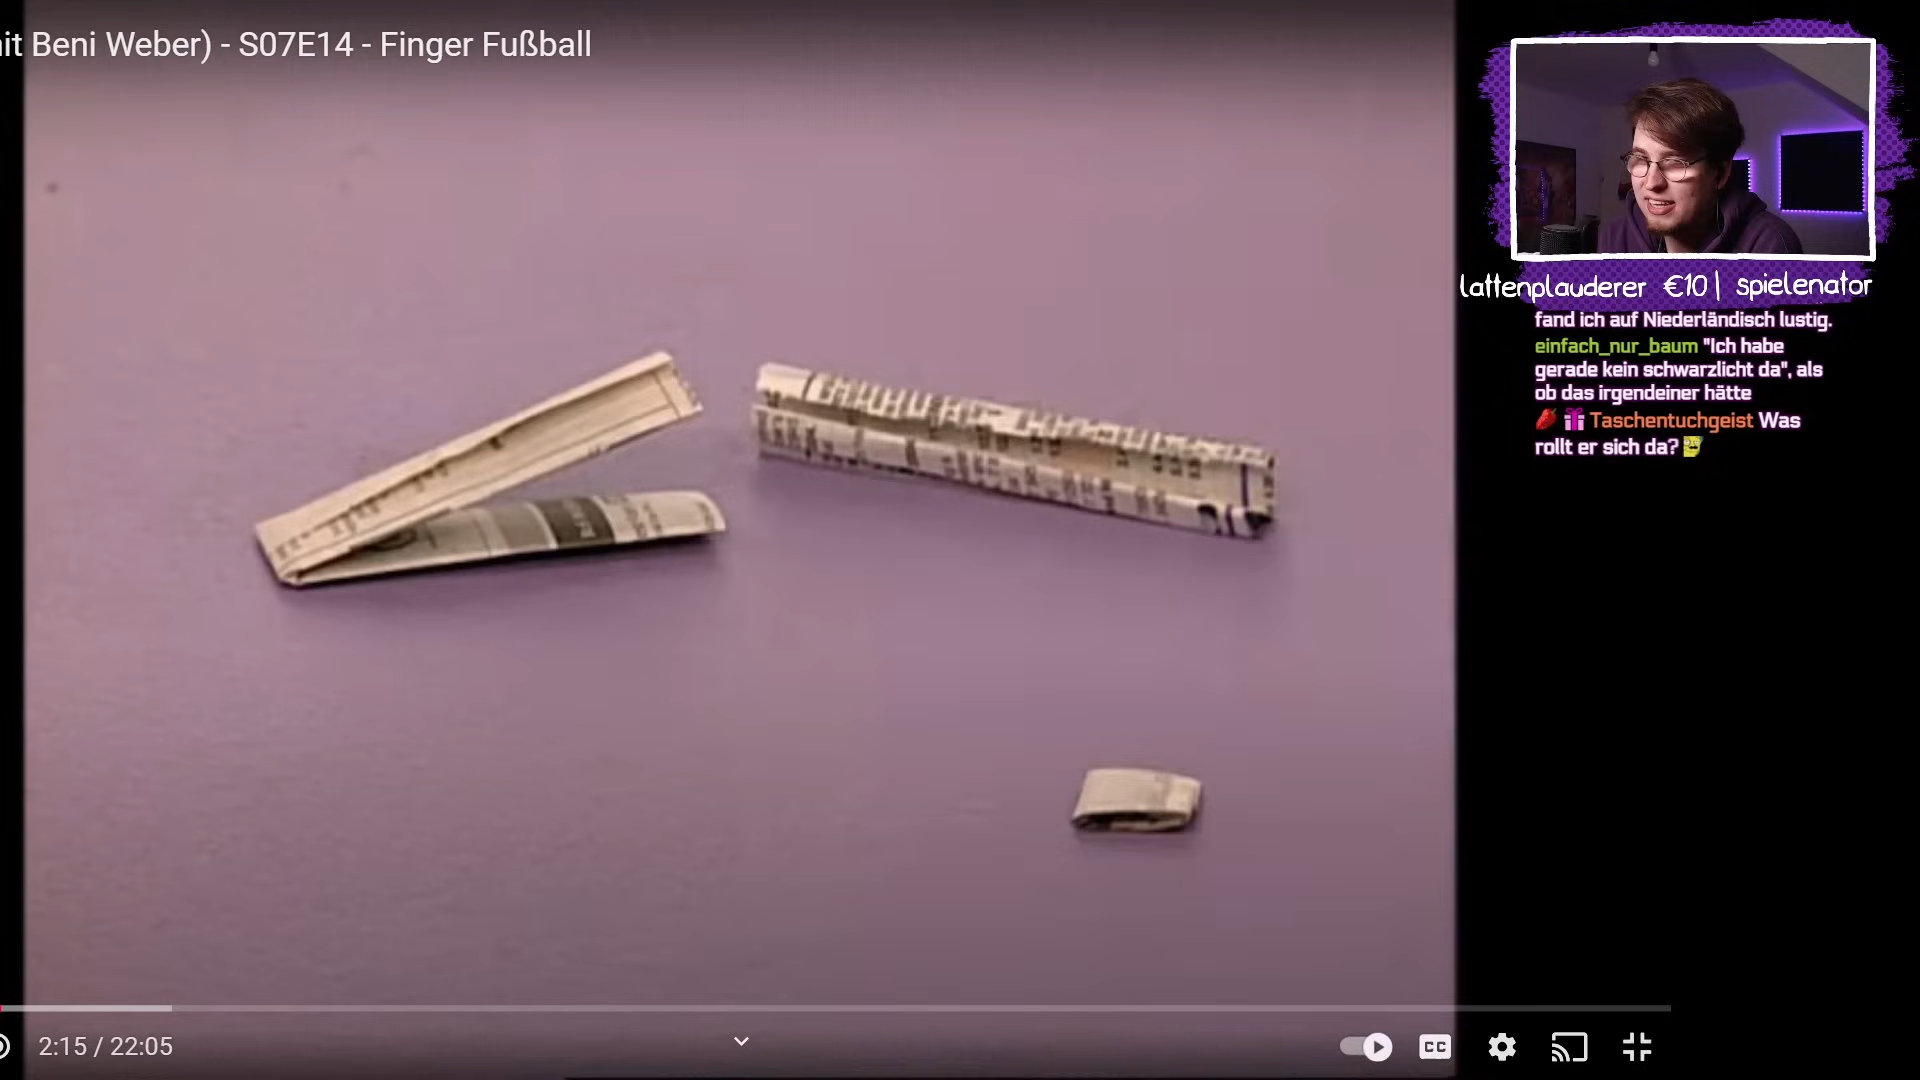 it Beni Weber) - S07E14 - Finger Fußball
lattenplauderer €10 | spielenator
fand ich auf Niederländisch lustig.
einfach_nur_baum "Ich habe
gerade kein schwarzlicht da", als
ob das irgendeiner hätte
Taschentuchgeist Was
rollt er sich da?
2:15 / 22:05
CC